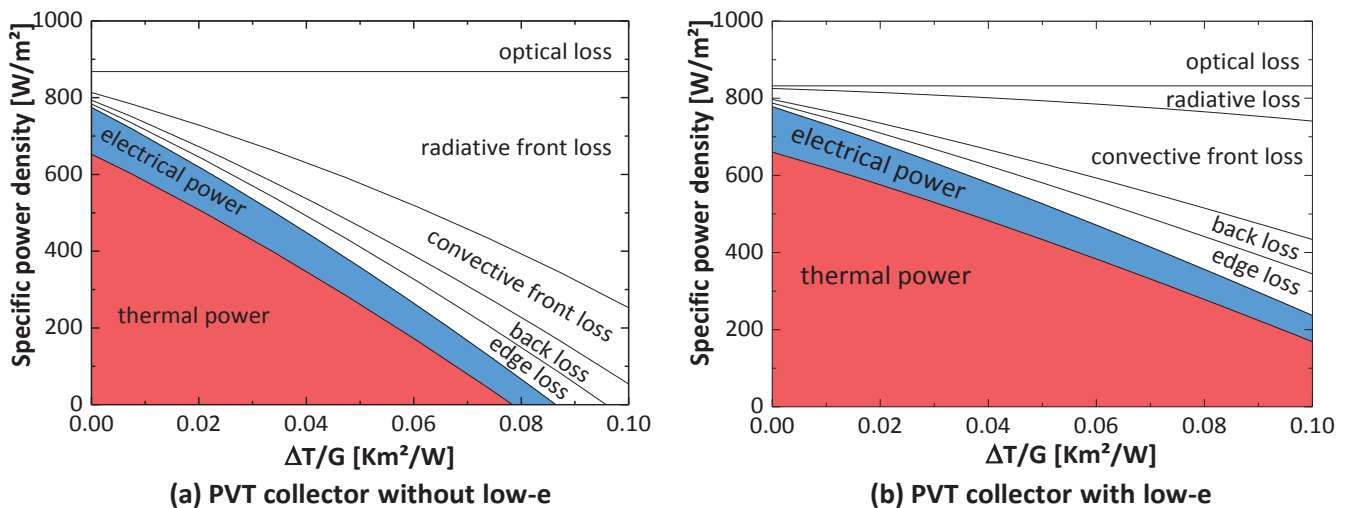 Specific power density [W/m²]
1000
800
600
400
200
0
optical loss
radiative front loss
convective front loss
back loss
edge loss
electrical power
thermal power
0.00 0.02 0.04 0.06 0.08 0.10
ΔT/G [Km²/W]
(a) PVT collector without low-e
Specific power density [W/m²]
1000
800
600
400
200
0
optical loss
radiative loss
convective front loss
back loss
edge loss
electrical power
thermal power
0.00 0.02 0.04 0.06 0.08 0.10
ΔT/G [Km²/W]
(b) PVT collector with low-e